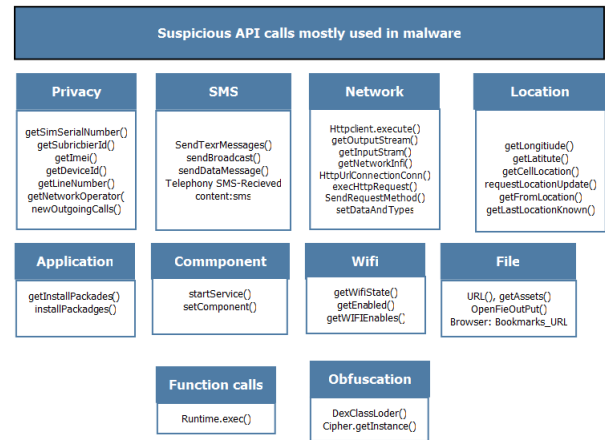 Suspicious API calls mostly used in malware
Privacy
getSimSerialNumber()
getSubricbierId()
getImei()
getDeviceId()
getLineNumber()
getNetworkOperator(
newOutgoingCalls()
SMS
SendTexrMessages()
sendBroadcast()
sendDataMessage()
Telephony SMS-Recieved
content:sms
Network
Httpclient.execute()
getOutputStream()
getInputStram()
getNetworkInfi()
HttpUrlConnectionConn()
execHttpRequest()
SendRequestMethod()
setDataAndTypes
Location
getLongitiude()
getLatitute()
getCellLocation()
requestLocationUpdate()
getFromLocation()
getLastLocationKnown()
Application
getInstallPackades()
installPackadges()
Commponent
startService()
setComponent()
Wifi
getWifiState()
getEnabled()
getWIFIEnables()
File
URL(), getAssets()
OpenFieOutPut()
Browser: Bookmarks_URL
Function calls
Runtime.exec()
Obfuscation
DexClassLoder()
Cipher.getInstance()